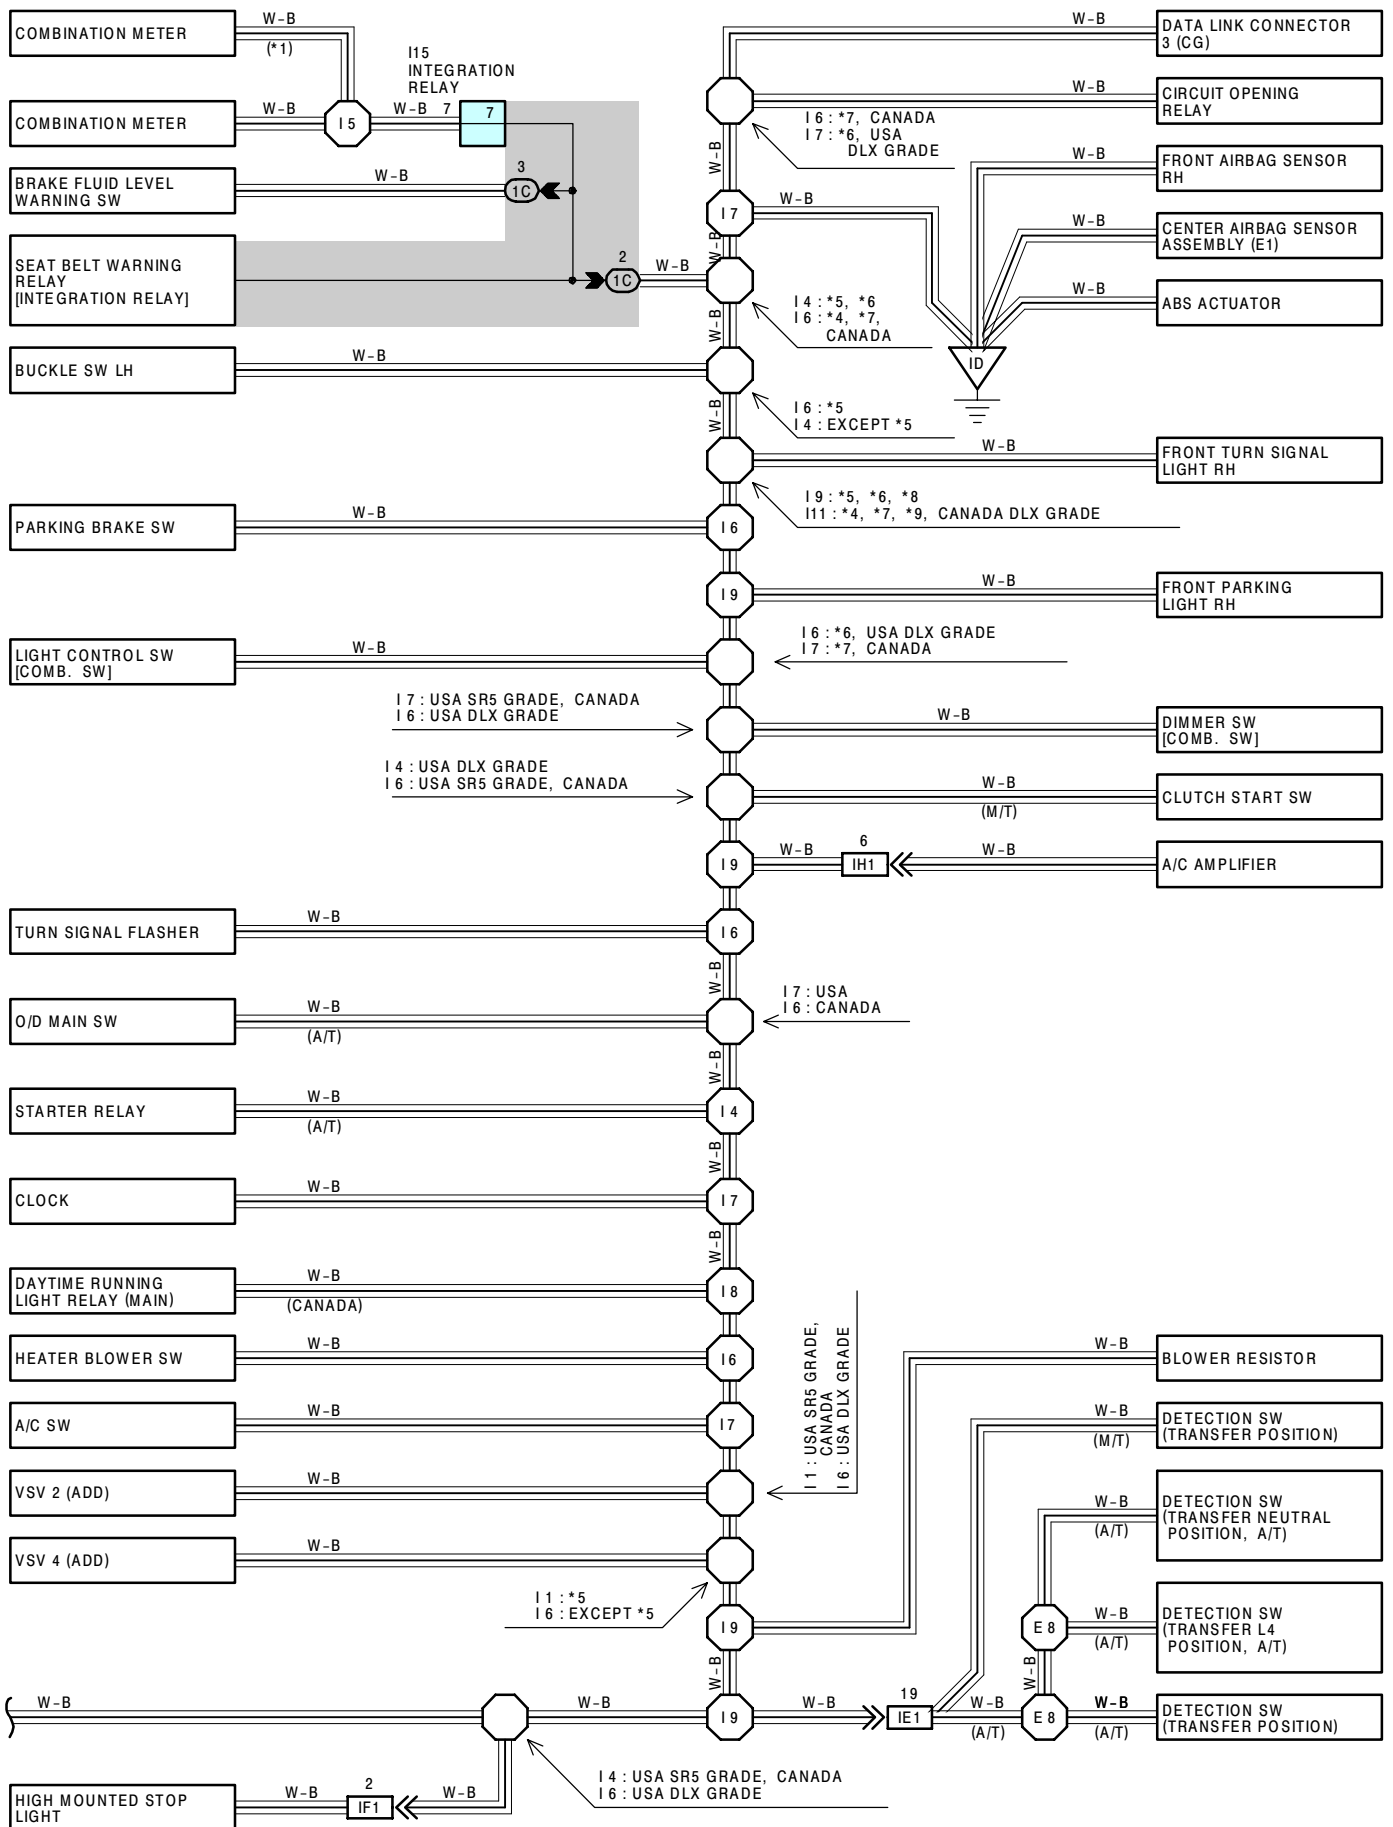 COMBINATION METER
W-B
(*1)
COMBINATION METER
W-B
I5
W-B
7
7
I15
INTEGRATION
RELAY
BRAKE FLUID LEVEL
WARNING SW
W-B
3
1C
SEAT BELT WARNING
RELAY
[INTEGRATION RELAY]
2
1C
W-B
BUCKLE SW LH
W-B
PARKING BRAKE SW
W-B
I6
LIGHT CONTROL SW
[COMB. SW]
W-B
I7 : USA SR5 GRADE, CANADA
I6 : USA DLX GRADE
I4 : USA DLX GRADE
I6 : USA SR5 GRADE, CANADA
TURN SIGNAL FLASHER
W-B
I6
W-B
O/D MAIN SW
W-B
(A/T)
W-B
STARTER RELAY
W-B
(A/T)
I4
W-B
CLOCK
W-B
I7
W-B
DAYTIME RUNNING
LIGHT RELAY (MAIN)
W-B
(CANADA)
I8
HEATER BLOWER SW
W-B
I6
A/C SW
W-B
I7
VSV 2 (ADD)
W-B
VSV 4 (ADD)
W-B
I1 : *5
I6 : EXCEPT *5
I9
W-B
W-B
W-B
I9
W-B
19
IE1
W-B
(A/T)
E8
W-B
(A/T)
DETECTION SW
(TRANSFER POSITION)
HIGH MOUNTED STOP
LIGHT
W-B
2
IF1
W-B
I4 : USA SR5 GRADE, CANADA
I6 : USA DLX GRADE
W-B
DATA LINK CONNECTOR
3 (CG)
W-B
CIRCUIT OPENING
RELAY
I6 : *7, CANADA
I7 : *6, USA
DLX GRADE
W-B
W-B
FRONT AIRBAG SENSOR
RH
I7
W-B
W-B
CENTER AIRBAG SENSOR
ASSEMBLY (E1)
W-B
W-B
ABS ACTUATOR
I4 : *5, *6
I6 : *4, *7,
CANADA
W-B
ID
I6 : *5
I4 : EXCEPT *5
W-B
W-B
FRONT TURN SIGNAL
LIGHT RH
I9 : *5, *6, *8
I11 : *4, *7, *9, CANADA DLX GRADE
I9
W-B
FRONT PARKING
LIGHT RH
I6 : *6, USA DLX GRADE
I7 : *7, CANADA
W-B
DIMMER SW
[COMB. SW]
W-B
(M/T)
CLUTCH START SW
I9
W-B
6
IH1
W-B
A/C AMPLIFIER
I7 : USA
I6 : CANADA
I1 : USA SR5 GRADE,
CANADA
I6 : USA DLX GRADE
W-B
BLOWER RESISTOR
W-B
(M/T)
DETECTION SW
(TRANSFER POSITION)
W-B
(A/T)
DETECTION SW
(TRANSFER NEUTRAL
POSITION, A/T)
E8
W-B
(A/T)
DETECTION SW
(TRANSFER L4
POSITION, A/T)
W-B